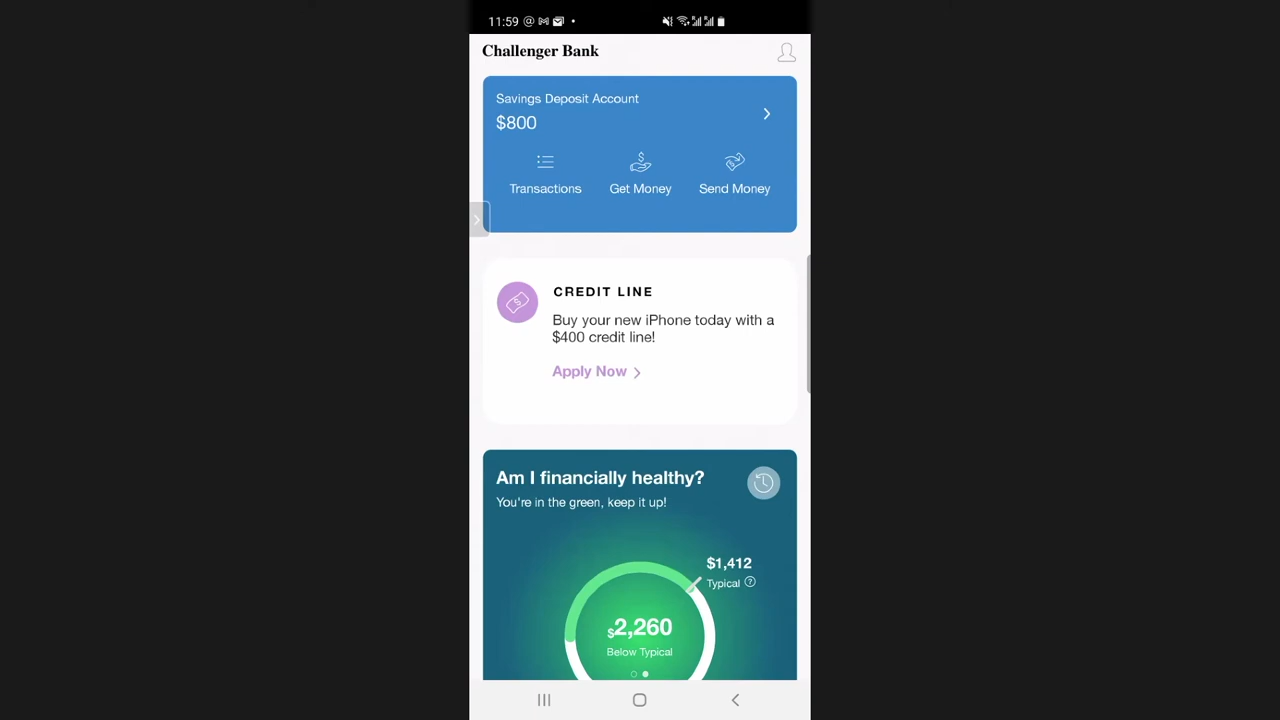 11:59
Challenger Bank
Savings Deposit Account
$800
Transactions Get Money Send Money
CREDIT LINE
Buy your new iPhone today with a
$400 credit line!
Apply Now
Am I financially healthy?
You're in the green, keep it up!
$1,412
Typical ?
$2,260
Below Typical